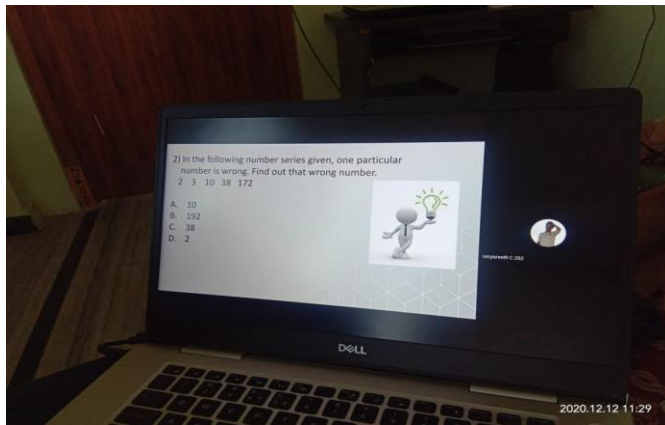 2) In the following number series given, one particular
number is wrong. Find out that wrong number.
2 3 10 38 172
A. 10
B. 192
C. 38
D. 2
DELL
2020.12.12 11:29